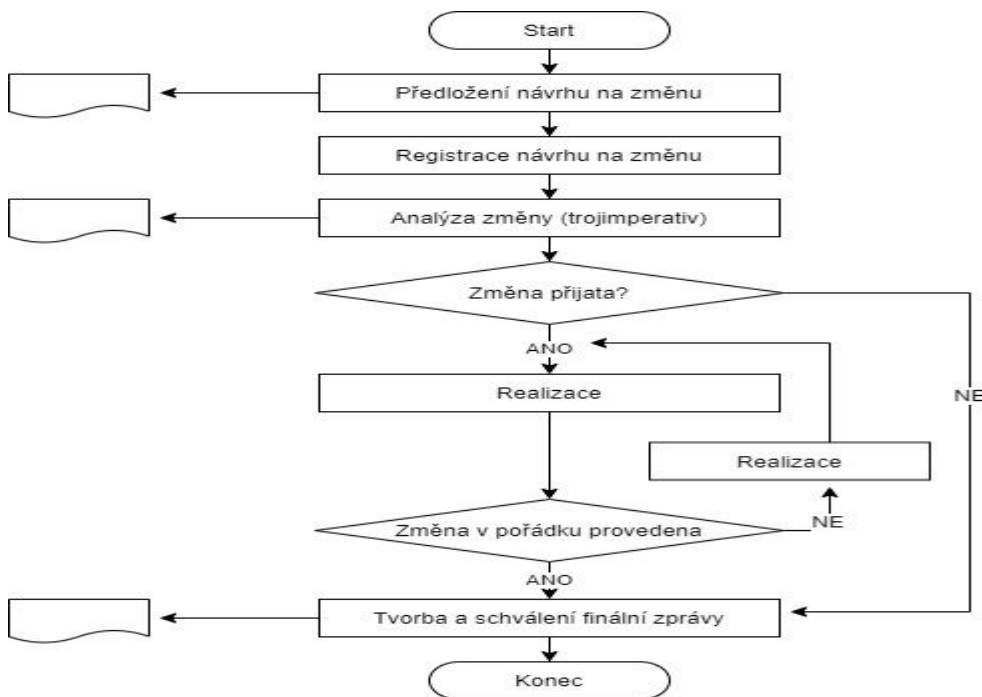 Start
Předložení návrhu na změnu
Registrace návrhu na změnu
Analýza změny (trojimperativ)
Změna přijata?
ANO
NE
Realizace
Realizace
Změna v pořádku provedena
NE
ANO
Tvorba a schválení finální zprávy
Konec